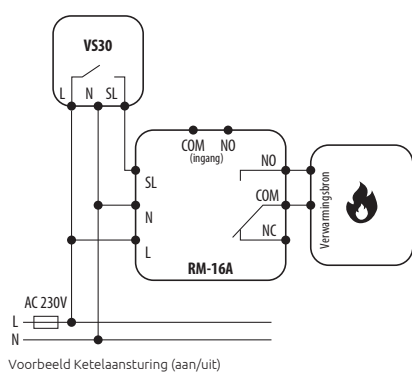 VS30
L N SL
COM NO
(ingang)
NO
SL
COM
Verwarmingsbron
N
NC
L
RM-16A
AC 230V
L
N
Voorbeeld Ketelaansturing (aan/uit)